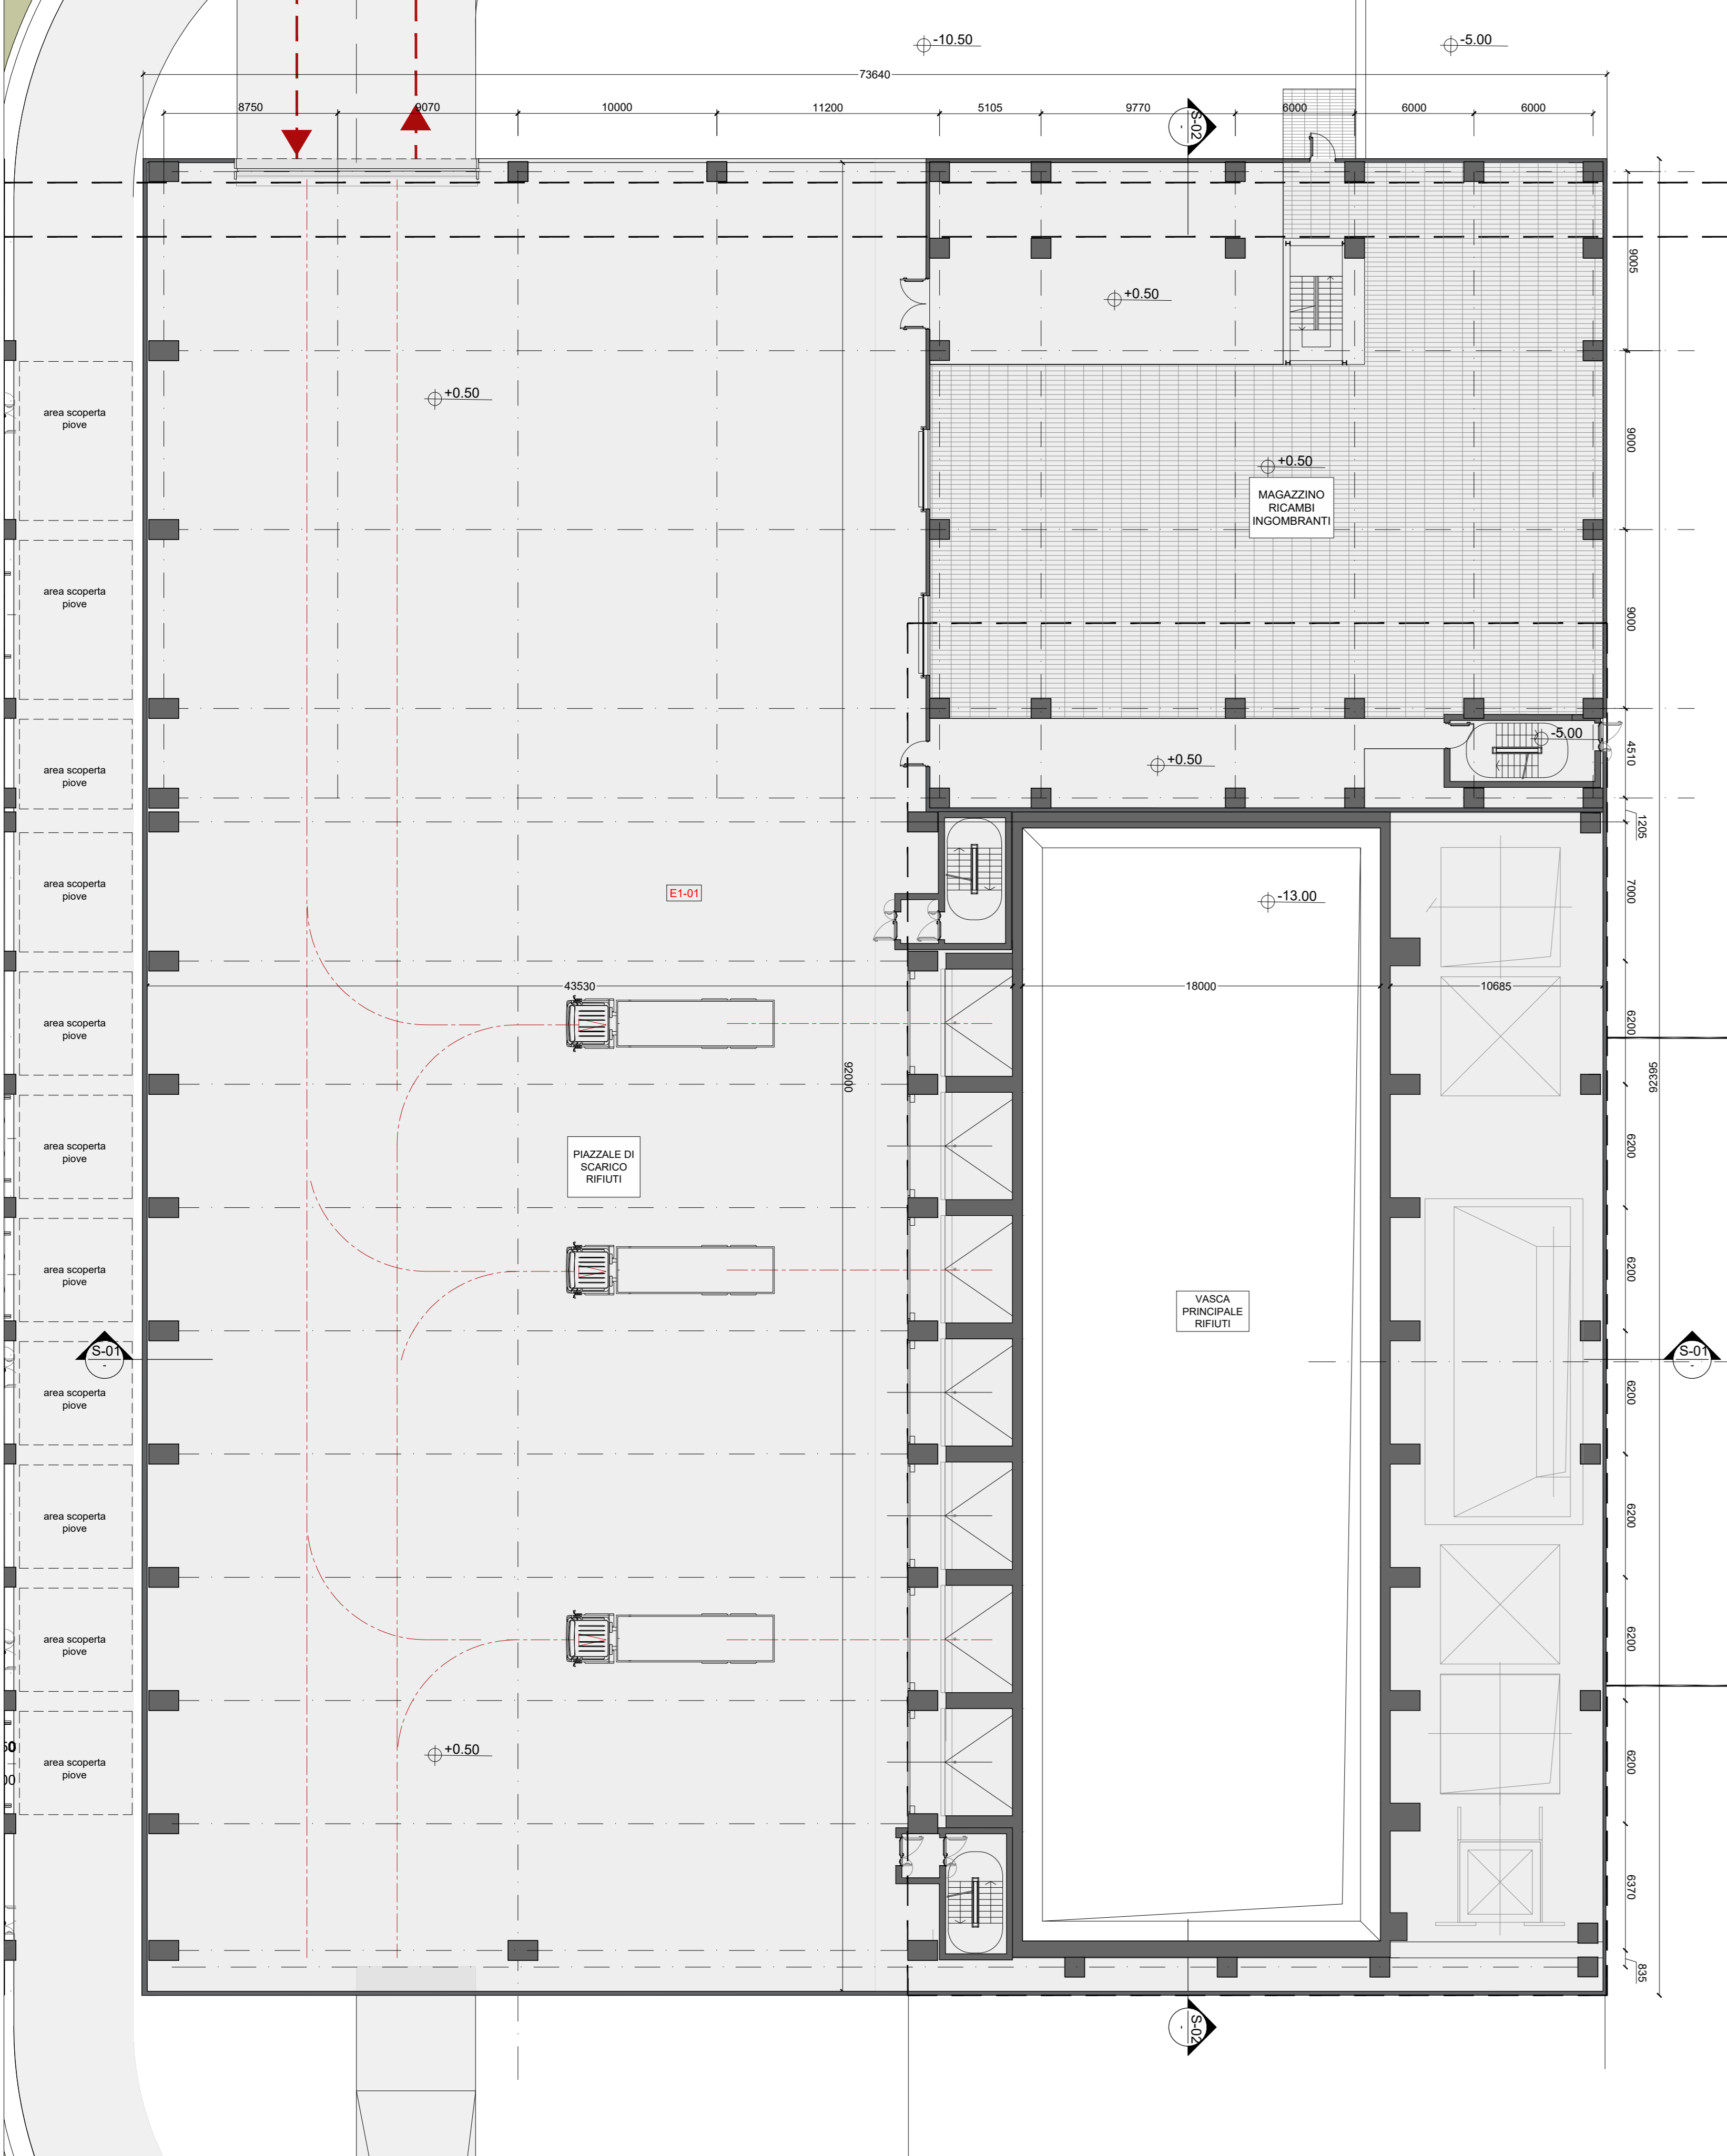 -10.50
-5.00
73640
8750
9070
10000
11200
5105
9770
6000
6000
6000
S-02
-
9005
+0.50
+0.50
area scoperta
piove
9000
+0.50
MAGAZZINO
RICAMBI
INGOMBRANTI
area scoperta
piove
9000
-5.00
+0.50
4510
area scoperta
piove
1205
area scoperta
piove
E1-01
-13.00
7000
43530
18000
10685
area scoperta
piove
6200
92000
92395
area scoperta
piove
PIAZZALE DI
SCARICO
RIFIUTI
6200
area scoperta
piove
6200
VASCA
PRINCIPALE
RIFIUTI
S-01
-
S-01
-
area scoperta
piove
6200
area scoperta
piove
6200
area scoperta
piove
6200
+0.50
area scoperta
piove
6200
6370
835
S-02
-